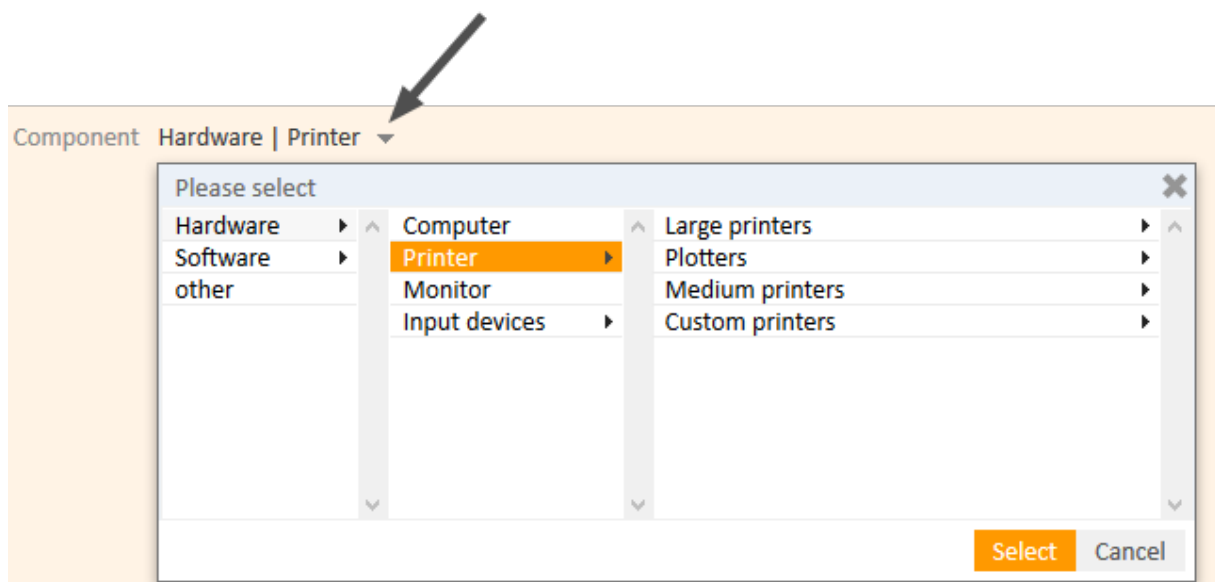 Component Hardware | Printer
Please select
Hardware Computer Large printers
Software Printer Plotters
other Monitor Medium printers
Input devices Custom printers
Select Cancel